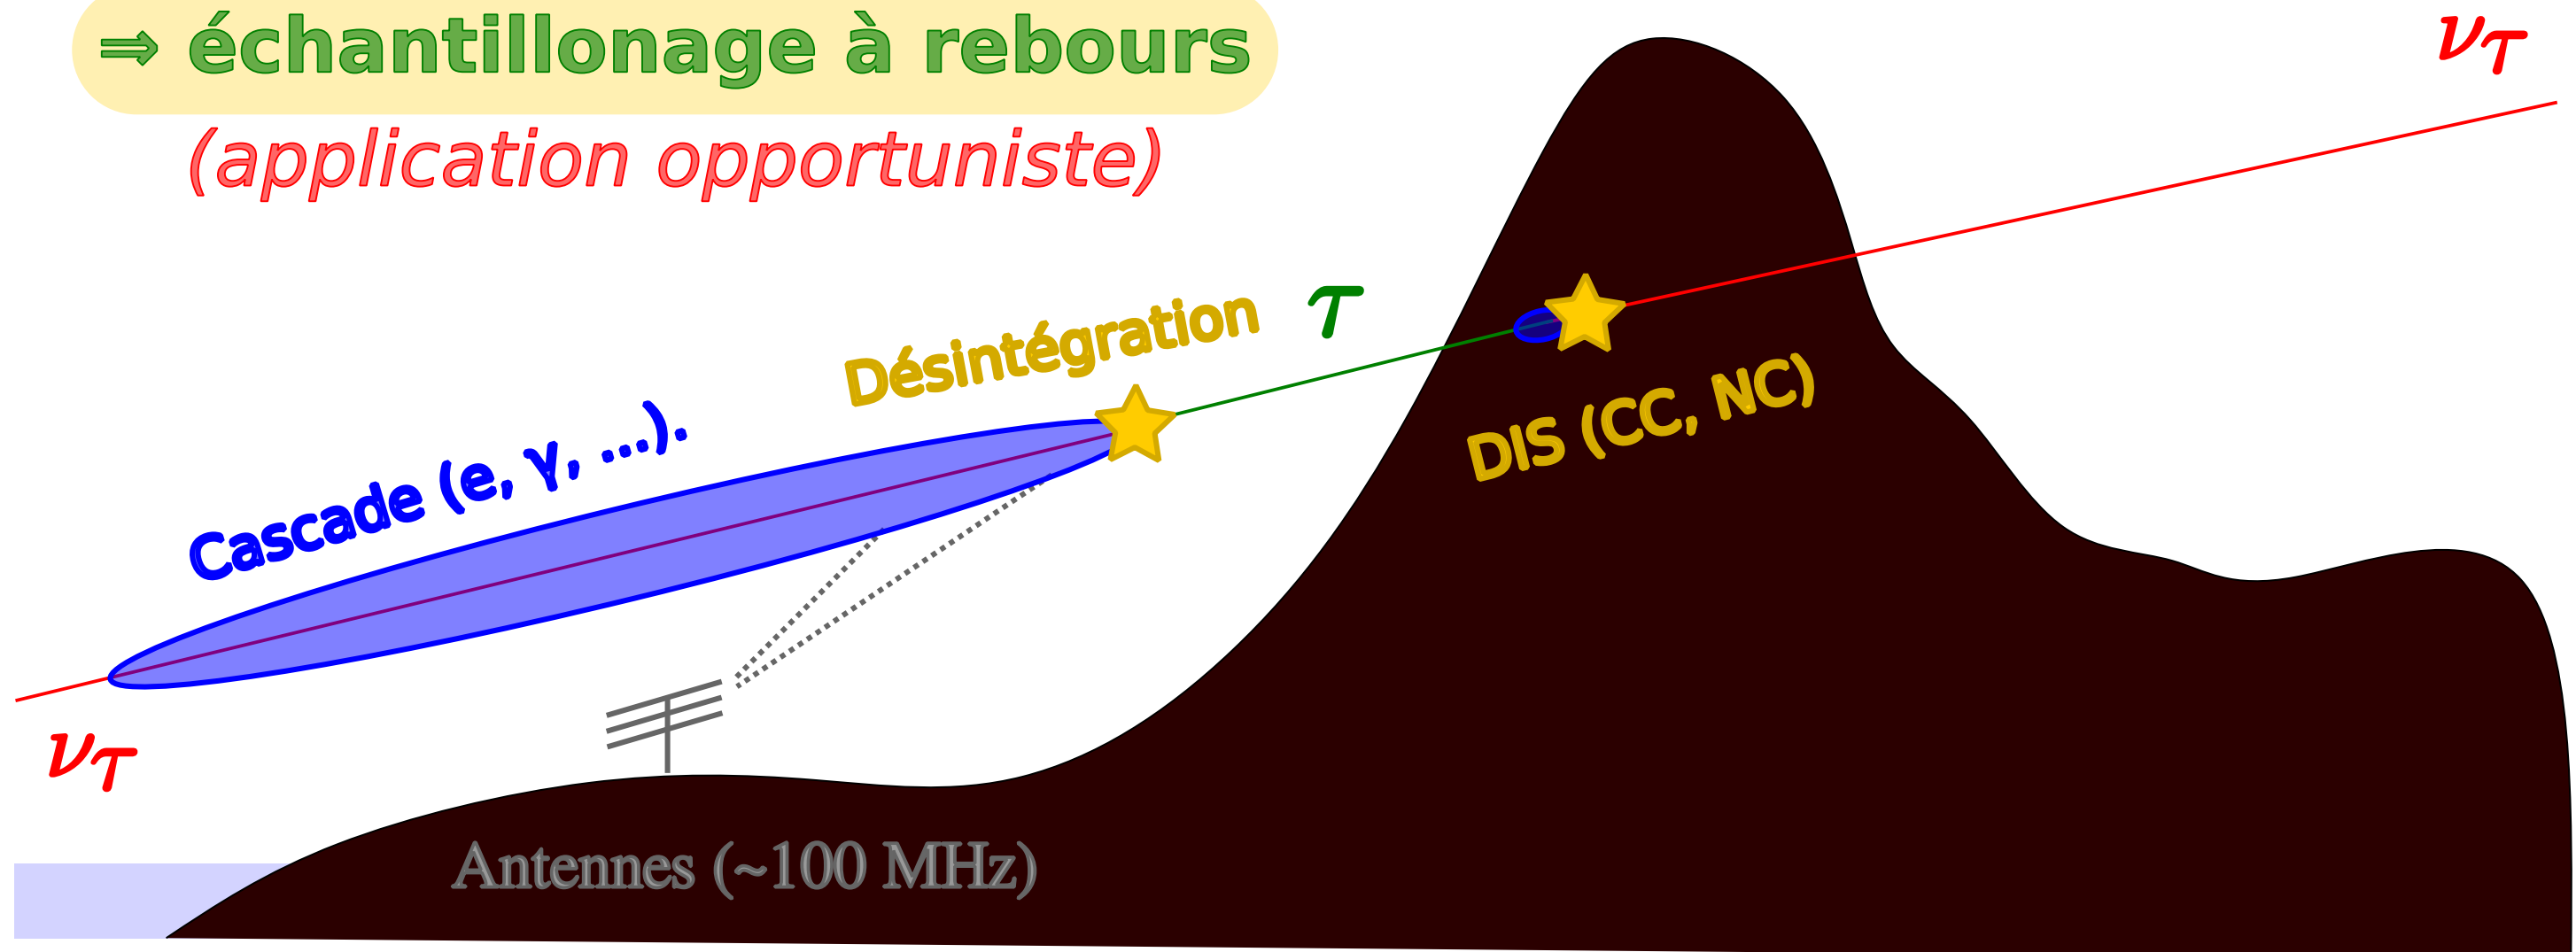 ⇒ échantillonage à rebours
(application opportuniste)
ντ
τ
Désintégration
DIS (CC, NC)
Cascade (e, γ, ...).
ντ
Antennes (~100 MHz)